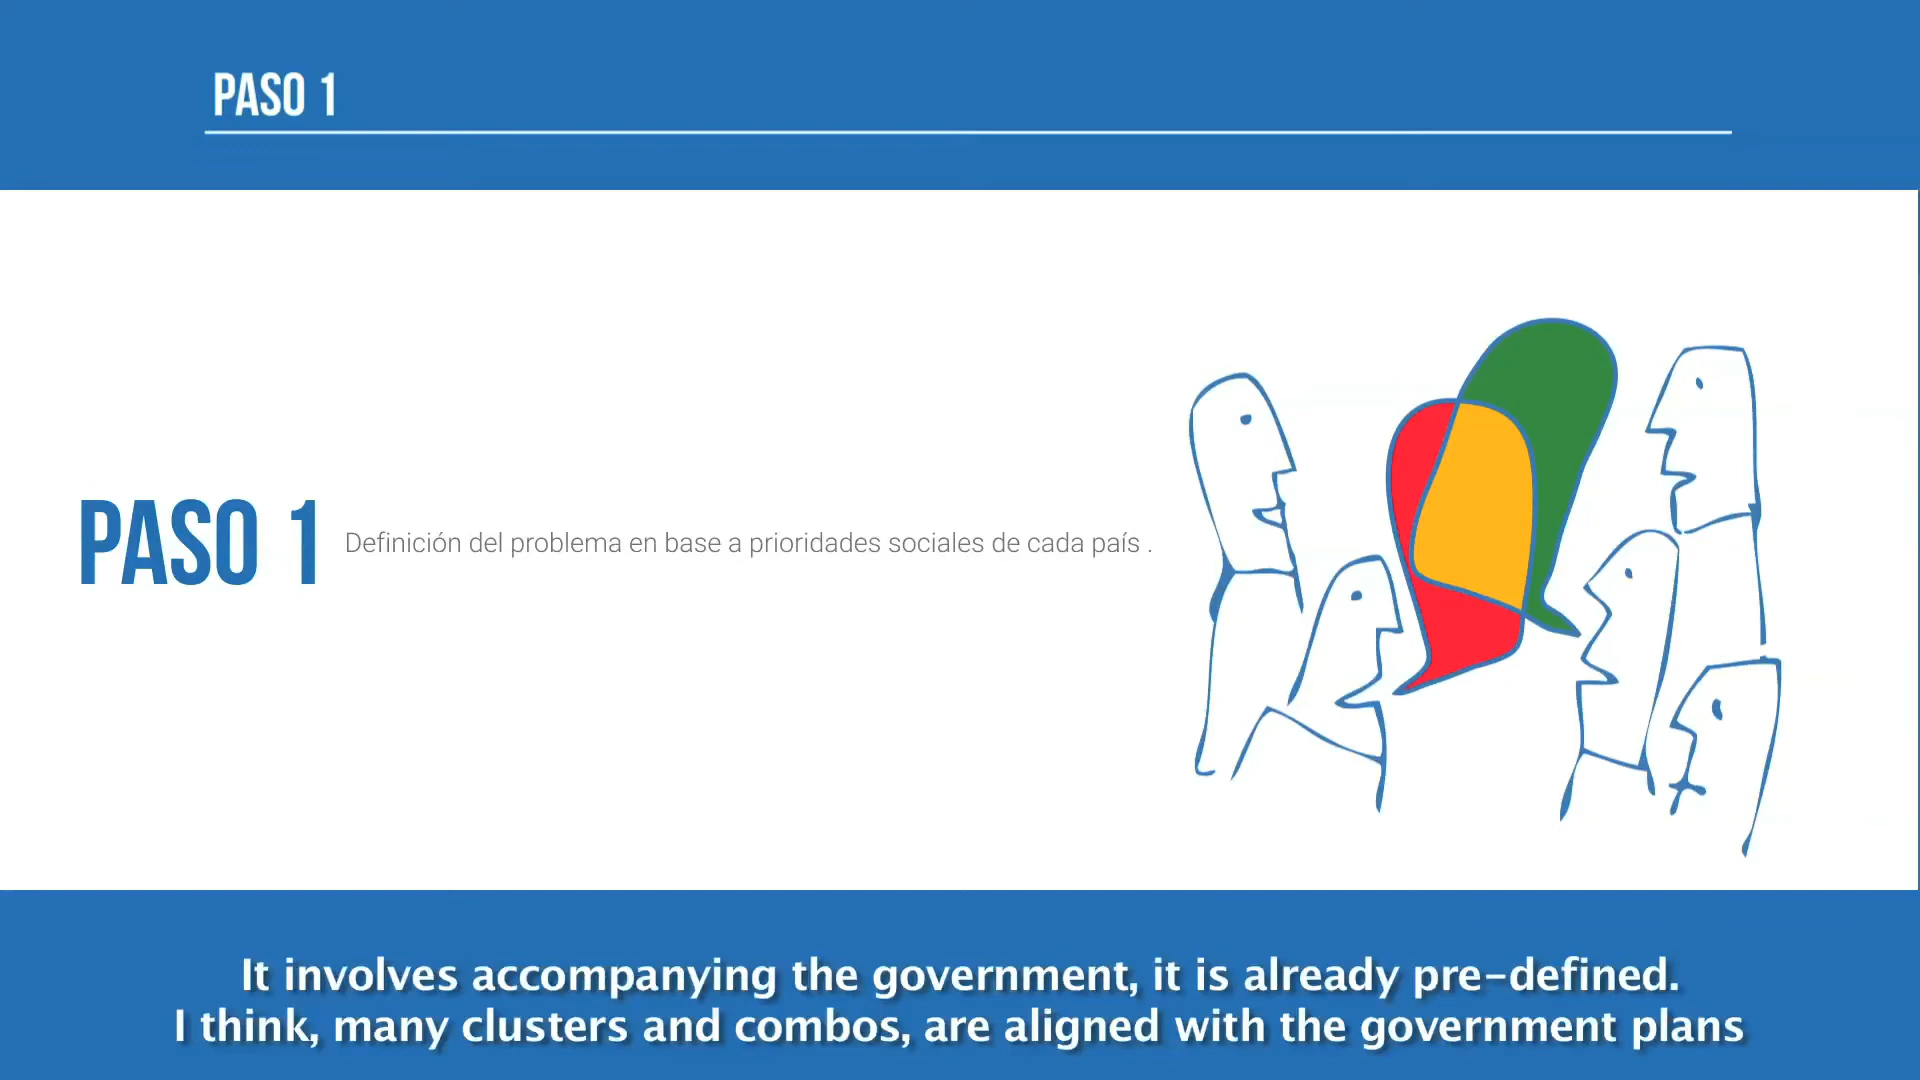 PASO 1
PASO 1
Definición del problema en base a prioridades sociales de cada país .
It involves accompanying the government, it is already pre-defined.
I think, many clusters and combos, are aligned with the government plans